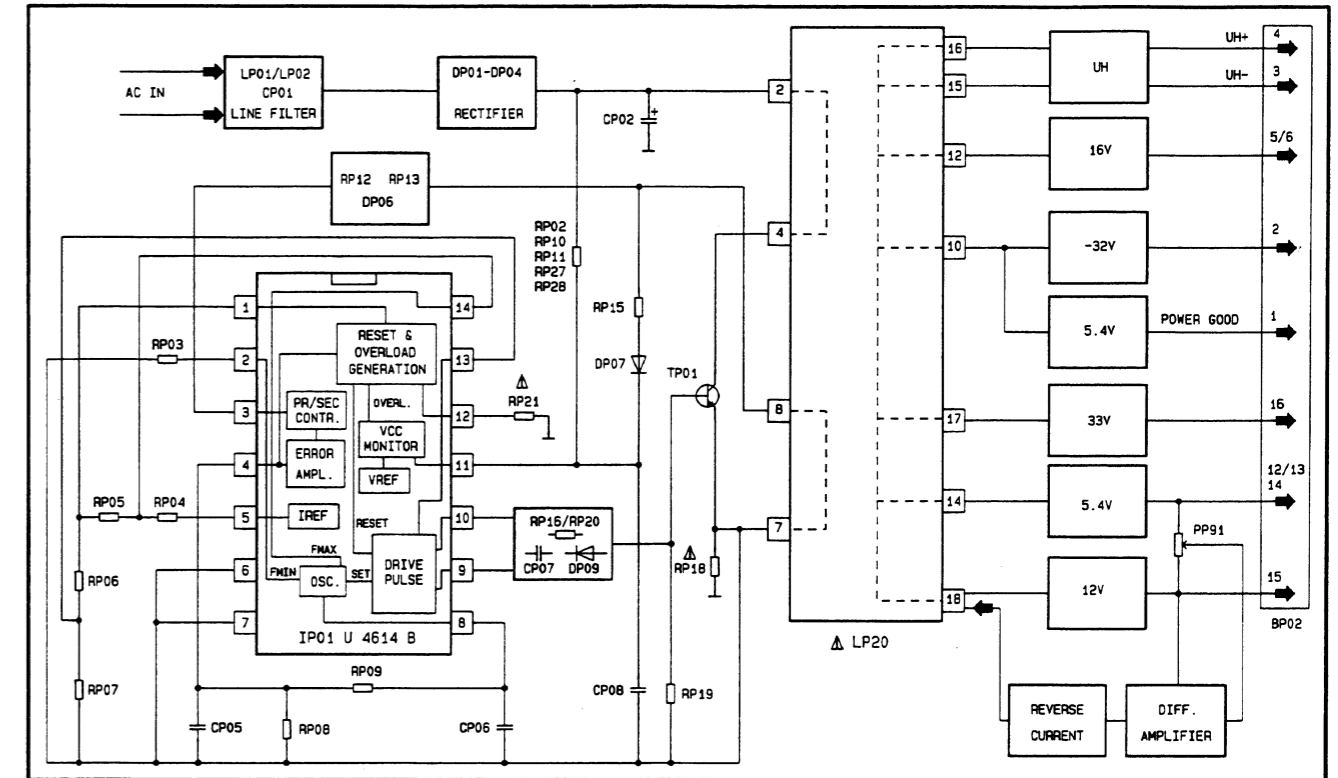 AC IN
LP01/LP02
CP01
LINE FILTER
DP01-DP04
RECTIFIER
CP02
+
RP12 RP13
DP06
RP02
RP10
RP11
RP27
RP28
RP15
DP07
TP01
RP03
1
2
3
4
5
6
7
14
13
12
11
10
9
8
RESET &
OVERLOAD
GENERATION
PR/SEC
CONTR.
OVERL.
VCC
MONITOR
ERROR
AMPL.
VREF
IREF
RESET
FMAX
FMIN
OSC.
SET
DRIVE
PULSE
IP01 U 4614 B
RP21
RP05
RP04
RP06
RP07
RP09
CP05
RP08
CP06
RP16/RP20
CP07
DP09
RP18
CP08
RP19
2
4
8
7
16
15
12
10
17
14
18
LP20
UH
16V
-32V
5.4V
33V
5.4V
12V
UH+
4
UH-
3
5/6
2
POWER GOOD
1
16
12/13
14
PP91
15
BP02
REVERSE
CURRENT
DIFF.
AMPLIFIER